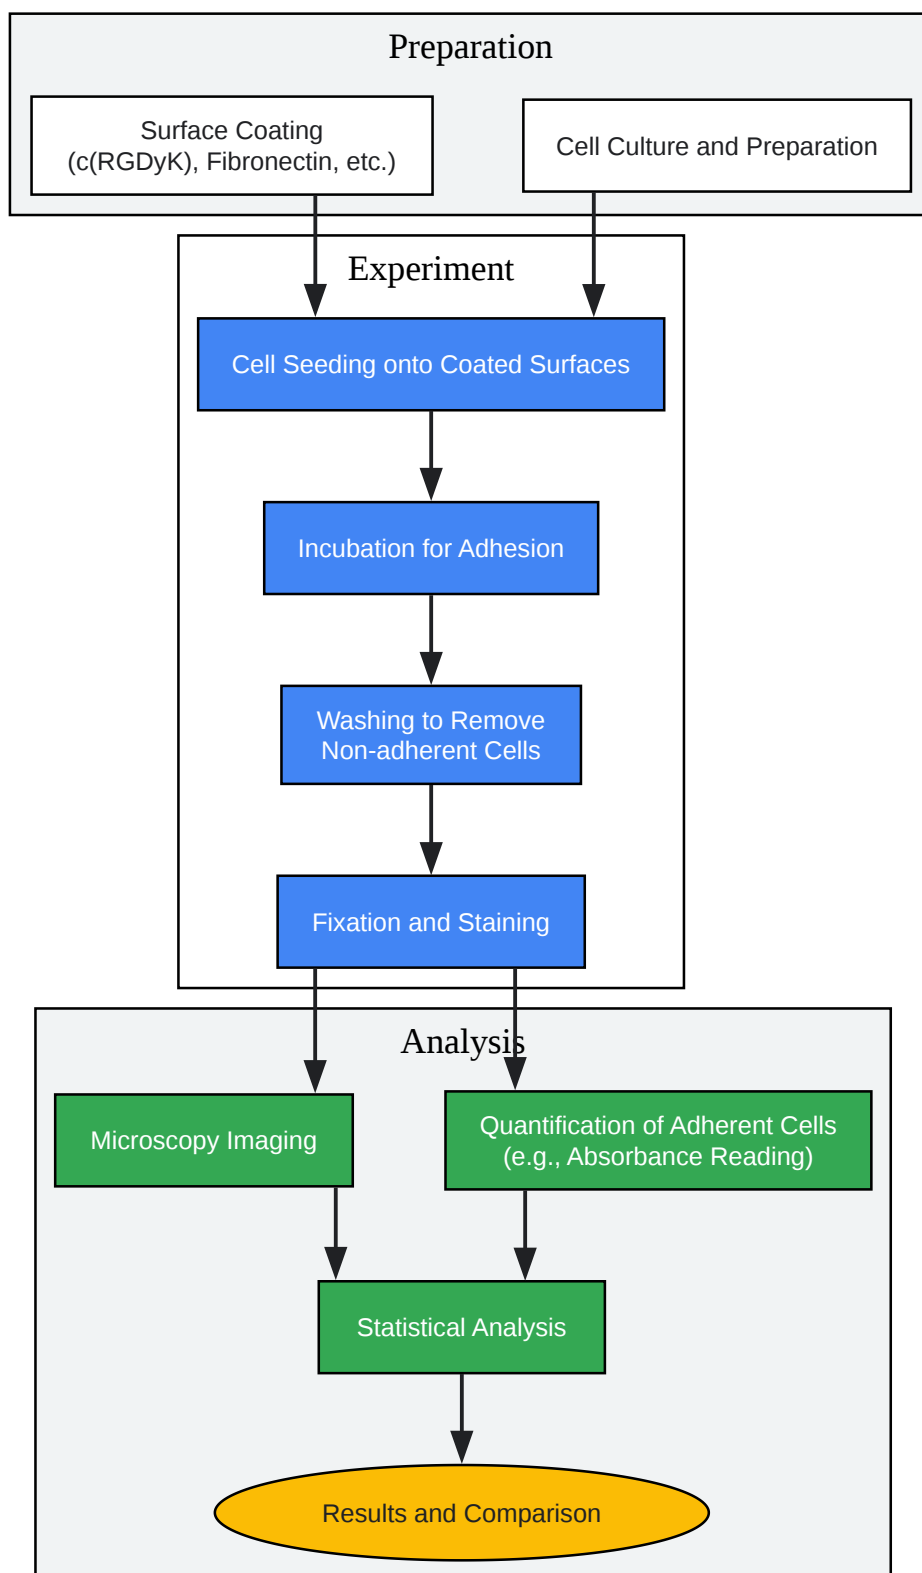 Preparation
Surface Coating
(c(RGDyK), Fibronectin, etc.)
Cell Culture and Preparation
Experiment
Cell Seeding onto Coated Surfaces
Incubation for Adhesion
Washing to Remove
Non-adherent Cells
Fixation and Staining
Analysis
Microscopy Imaging
Quantification of Adherent Cells
(e.g., Absorbance Reading)
Statistical Analysis
Results and Comparison